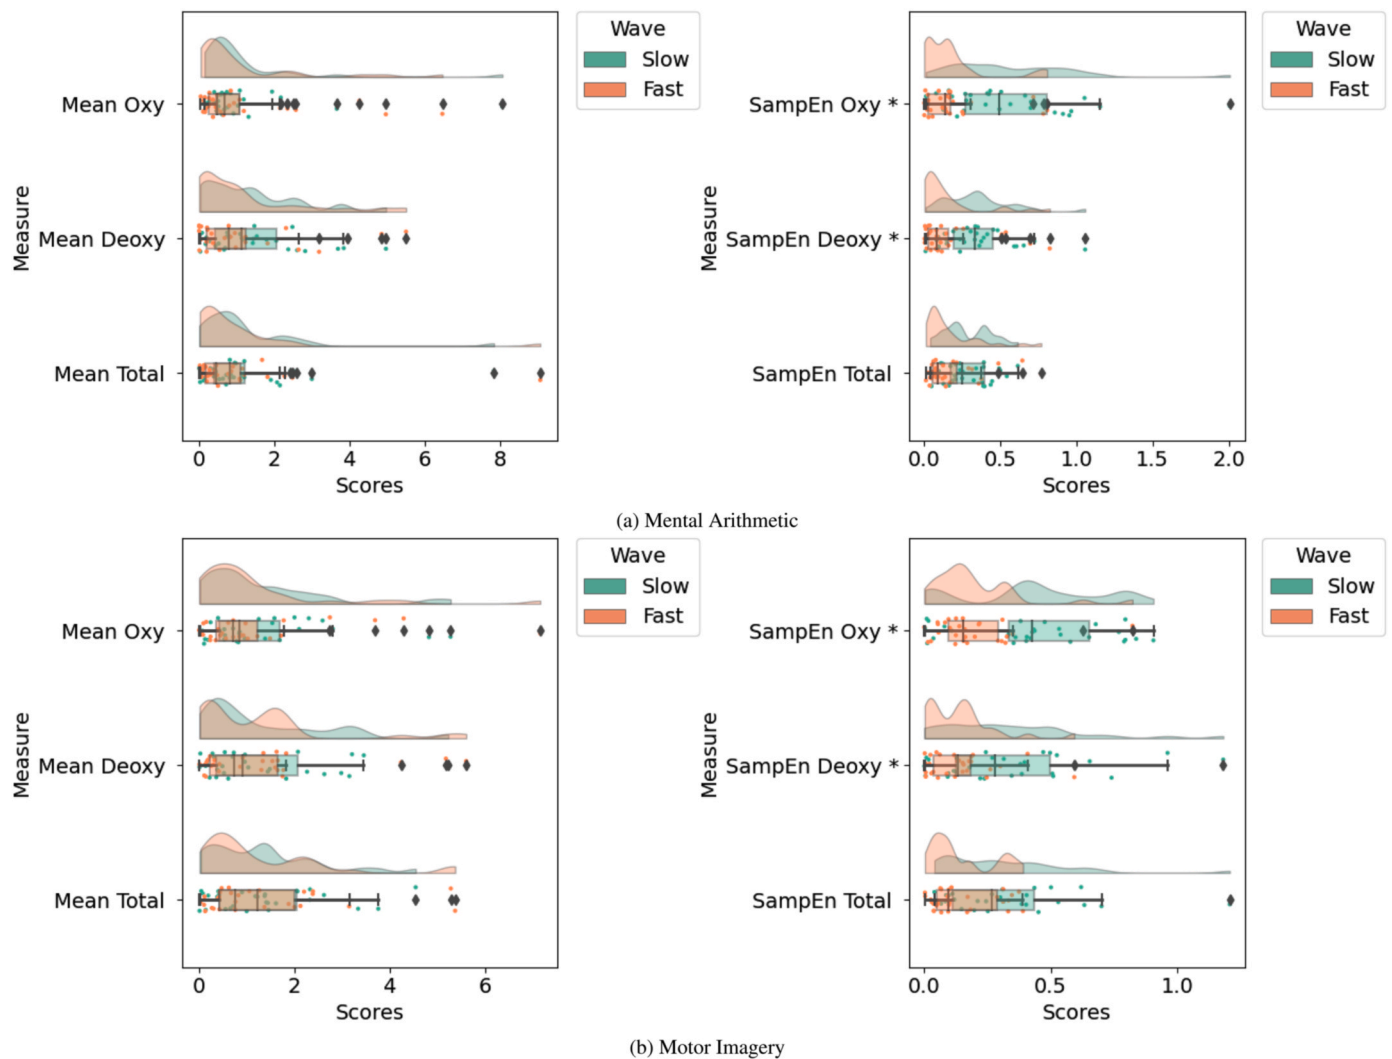 Wave
Slow
Fast
Mean Oxy
Mean Deoxy
Mean Total
Measure
0 2 4 6 8
Scores
Wave
Slow
Fast
SampEn Oxy *
SampEn Deoxy *
SampEn Total
Measure
0.0 0.5 1.0 1.5 2.0
Scores
(a) Mental Arithmetic
Wave
Slow
Fast
Mean Oxy
Mean Deoxy
Mean Total
Measure
0 2 4 6
Scores
Wave
Slow
Fast
SampEn Oxy *
SampEn Deoxy *
SampEn Total
Measure
0.0 0.5 1.0
Scores
(b) Motor Imagery